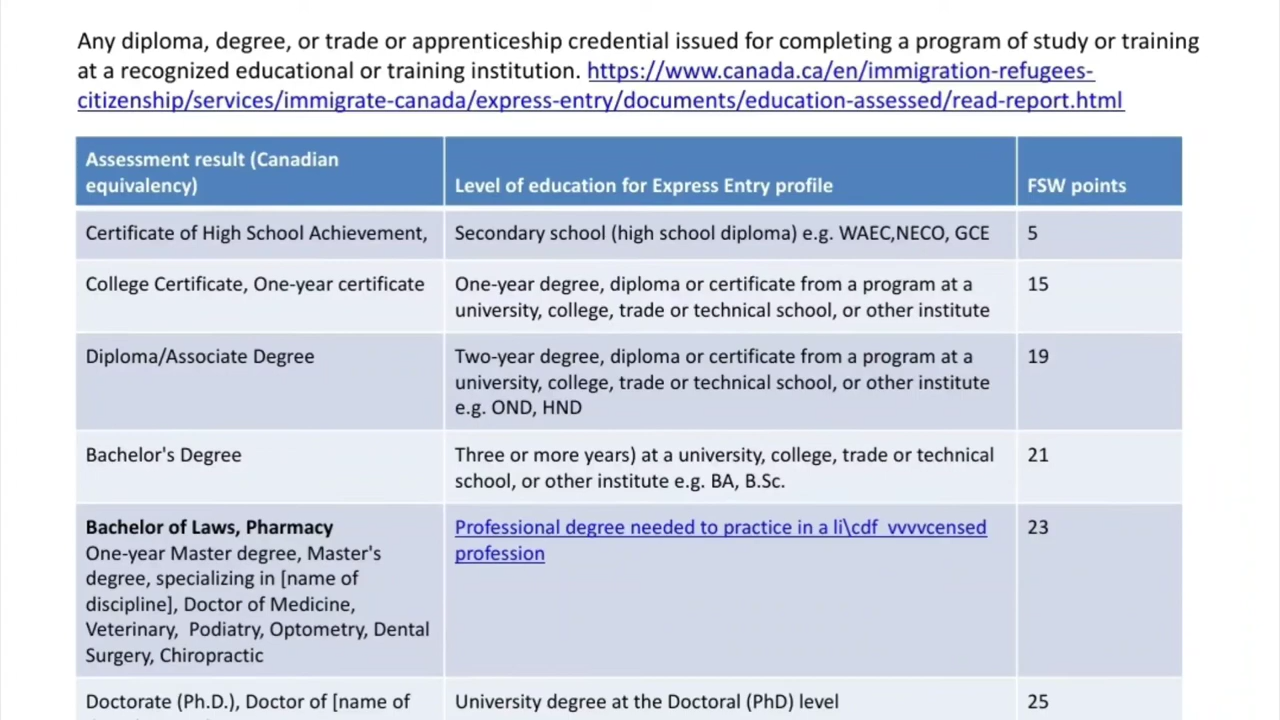 Any diploma, degree, or trade or apprenticeship credential issued for completing a program of study or training
at a recognized educational or training institution. https://www.canada.ca/en/immigration-refugees-
citizenship/services/immigrate-canada/express-entry/documents/education-assessed/read-report.html
Assessment result (Canadian
equivalency)
Level of education for Express Entry profile
FSW points
Certificate of High School Achievement,
Secondary school (high school diploma) e.g. WAEC,NECO, GCE
5
College Certificate, One-year certificate
One-year degree, diploma or certificate from a program at a
university, college, trade or technical school, or other institute
15
Diploma/Associate Degree
Two-year degree, diploma or certificate from a program at a
university, college, trade or technical school, or other institute
e.g. OND, HND
19
Bachelor's Degree
Three or more years) at a university, college, trade or technical
school, or other institute e.g. BA, B.Sc.
21
Bachelor of Laws, Pharmacy
One-year Master degree, Master's
degree, specializing in [name of
discipline], Doctor of Medicine,
Veterinary, Podiatry, Optometry, Dental
Surgery, Chiropractic
Professional degree needed to practice in a li\cdf vvvvcensed
profession
23
Doctorate (Ph.D.), Doctor of [name of
University degree at the Doctoral (PhD) level
25